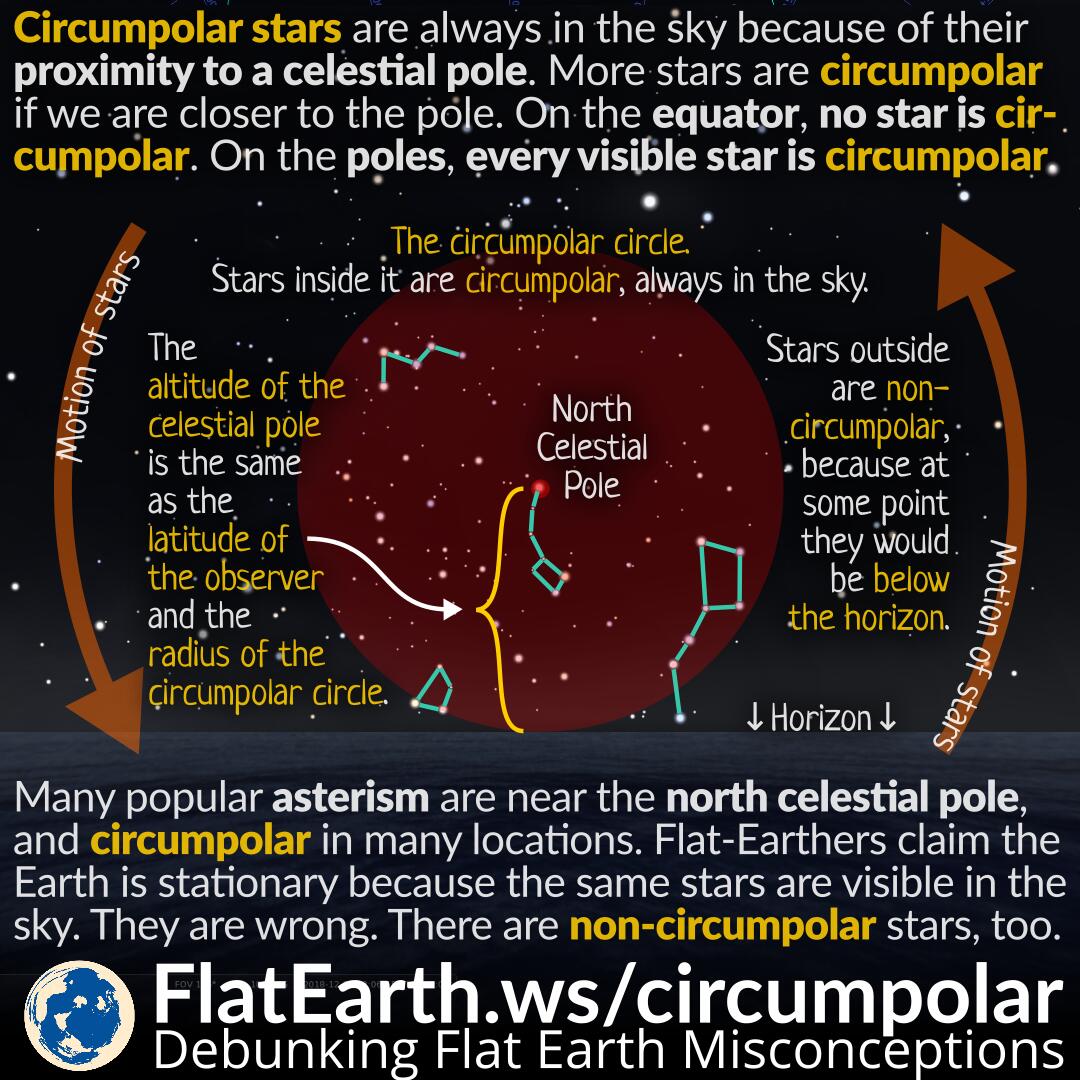 Circumpolar stars are always in the sky because of their
proximity to a celestial pole. More stars are circumpolar
if we are closer to the pole. On the equator, no star is cir-
cumpolar. On the poles, every visible star is circumpolar.
The circumpolar circle.
Stars inside it are circumpolar, always in the sky.
Motion of stars
The
altitude of the
celestial pole
is the same
as the
latitude of
the observer
and the
radius of the
circumpolar circle.
North
Celestial
Pole
Stars outside
are non-
circumpolar,
because at
some point
they would
be below
the horizon.
Motion of stars
↓Horizon↓
Many popular asterism are near the north celestial pole,
and circumpolar in many locations. Flat-Earthers claim the
Earth is stationary because the same stars are visible in the
sky. They are wrong. There are non-circumpolar stars, too.
FlatEarth.ws/circumpolar
Debunking Flat Earth Misconceptions